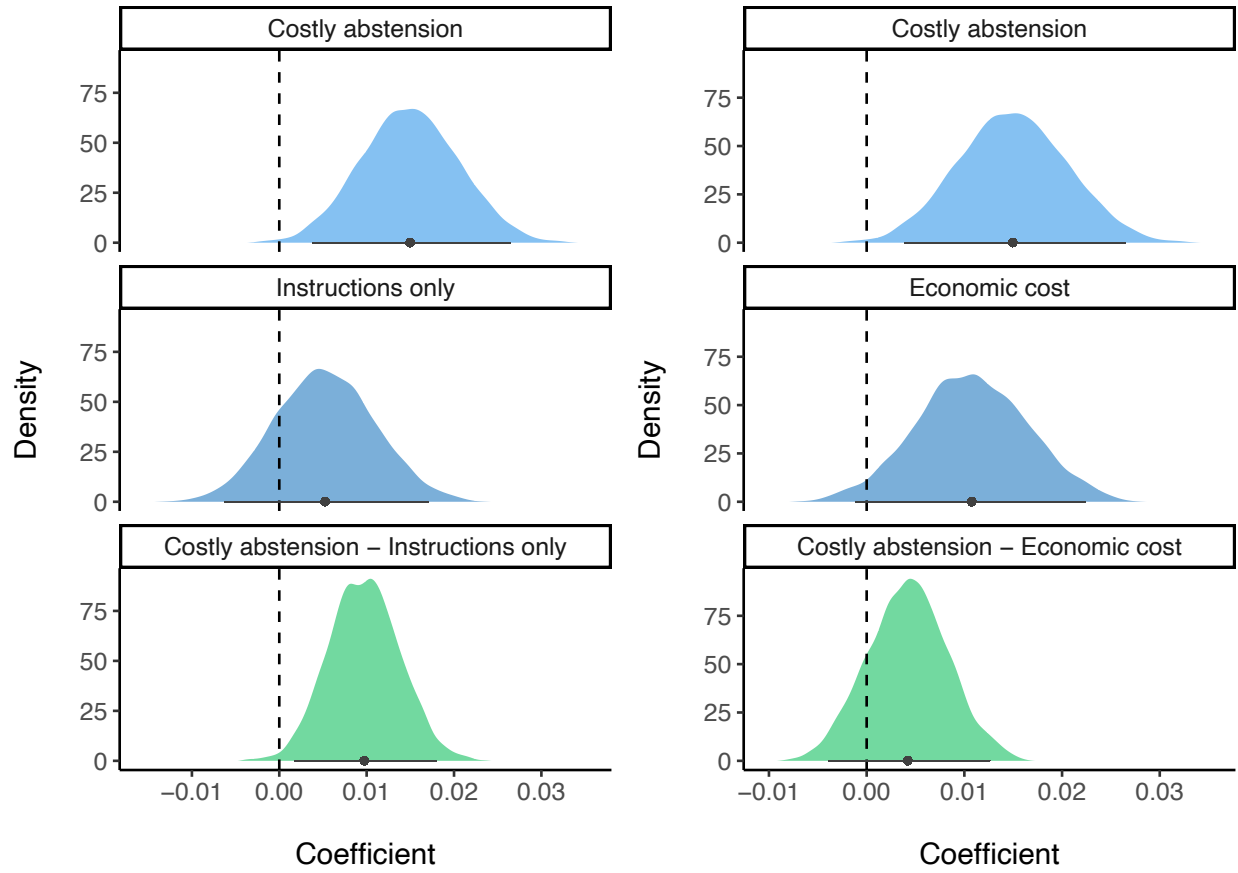 Costly abstension
75
50
25
0
Instructions only
75
50
25
0
Costly abstension − Instructions only
75
50
25
0
−0.01 0.00 0.01 0.02 0.03
Coefficient
Density
Costly abstension
75
50
25
0
Economic cost
75
50
25
0
Costly abstension − Economic cost
75
50
25
0
−0.01 0.00 0.01 0.02 0.03
Coefficient
Density